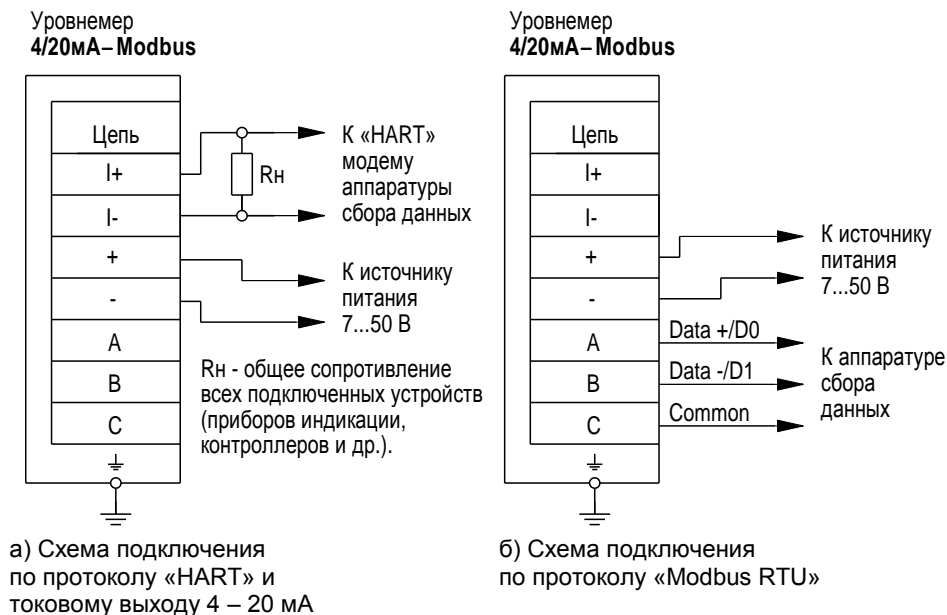 Уровнемер
4/20мА–Modbus
Цепь
I+
I-
+
-
A
B
C
Rн
К «HART»
модему
аппаратуры
сбора данных
К источнику
питания
7...50 В
Rн - общее сопротивление
всех подключенных устройств
(приборов индикации,
контроллеров и др.).
а) Схема подключения
по протоколу «HART» и
токовому выходу 4 – 20 мА
Уровнемер
4/20мА–Modbus
Цепь
I+
I-
+
-
A
B
C
Data +/D0
Data -/D1
Common
К источнику
питания
7...50 В
К аппаратуре
сбора
данных
б) Схема подключения
по протоколу «Modbus RTU»